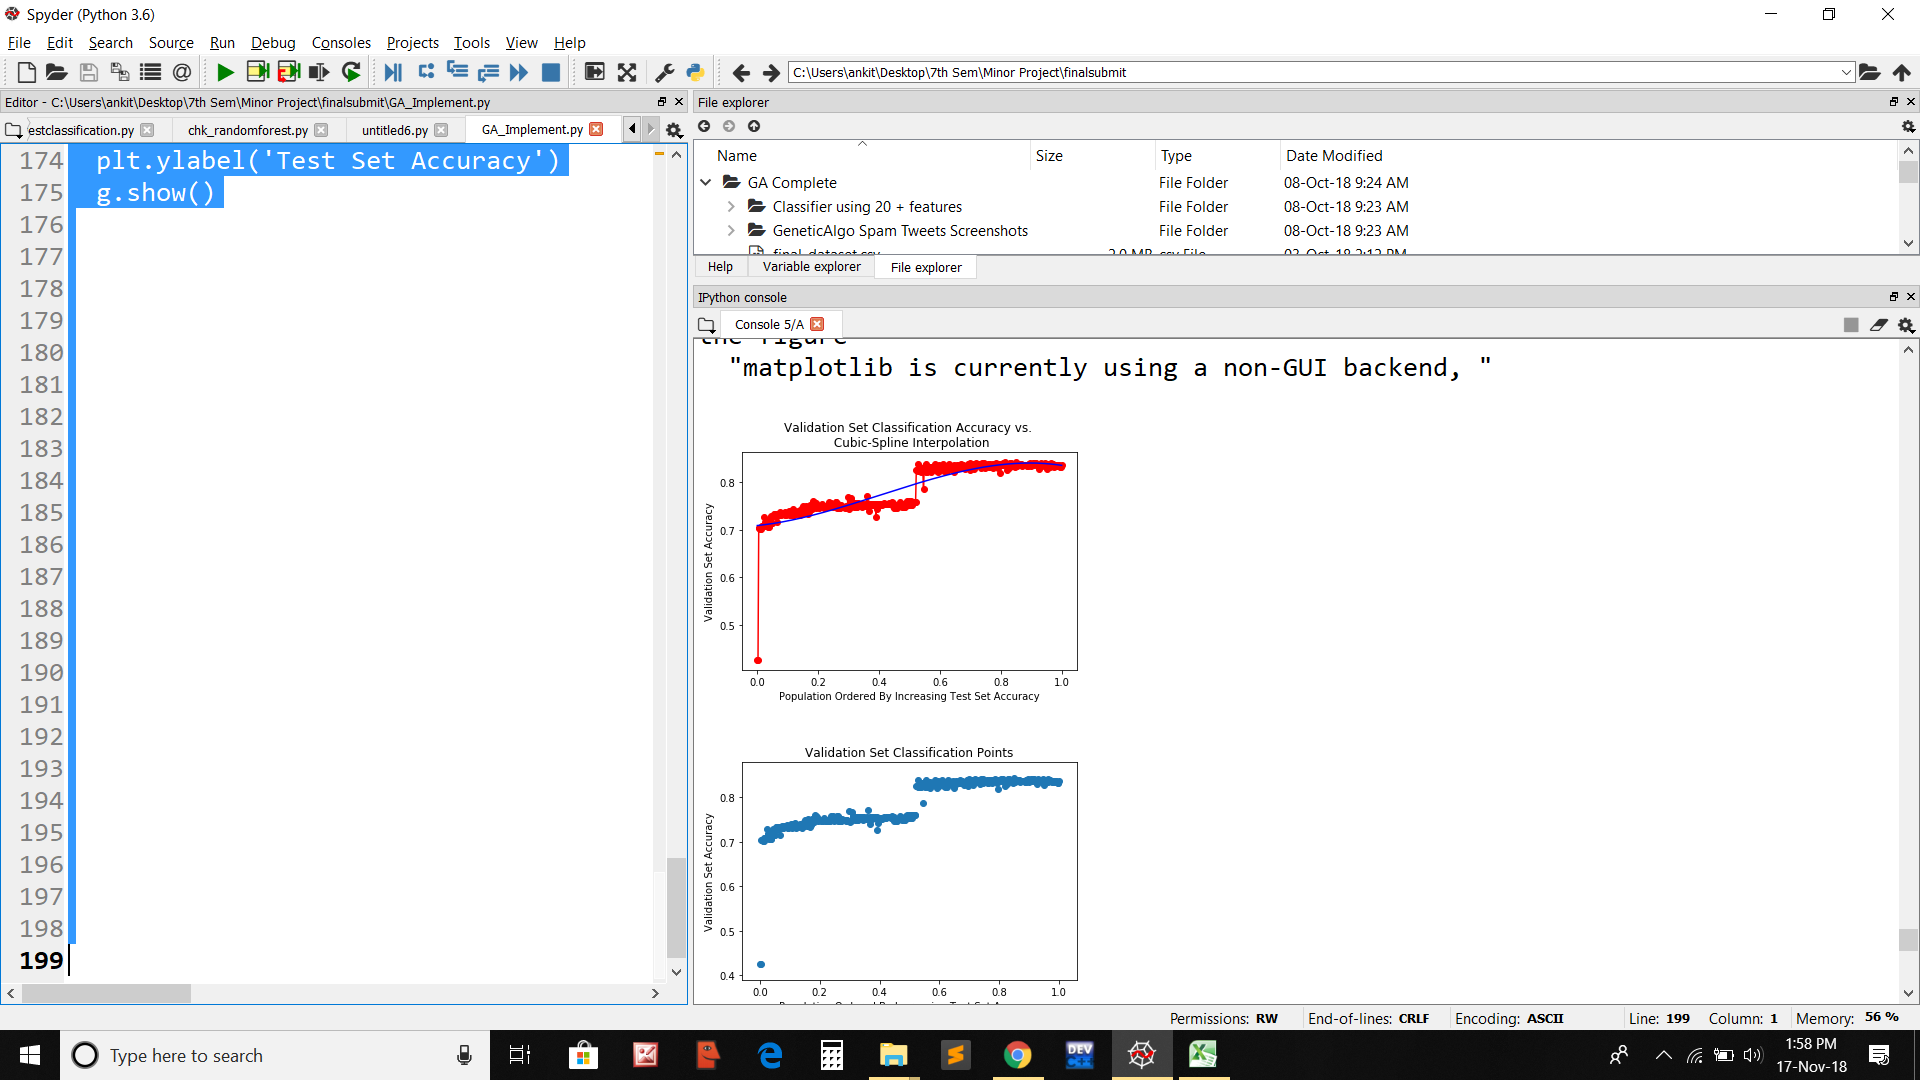 Spyder (Python 3.6)
File Edit Search Source Run Debug Consoles Projects Tools View Help
C:\Users\ankit\Desktop\7th Sem\Minor Project\finalsubmit
Editor - C:\Users\ankit\Desktop\7th Sem\Minor Project\finalsubmit\GA_Implement.py
estclassification.py chk_randomforest.py untitled6.py GA_Implement.py
174 plt.ylabel('Test Set Accuracy')
175 g.show()
176
177
178
179
180
181
182
183
184
185
186
187
188
189
190
191
192
193
194
195
196
197
198
199
File explorer
Name Size Type Date Modified
GA Complete File Folder 08-Oct-18 9:24 AM
Classifier using 20 + features File Folder 08-Oct-18 9:23 AM
GeneticAlgo Spam Tweets Screenshots File Folder 08-Oct-18 9:23 AM
final_dataset.csv
Help Variable explorer File explorer
IPython console
Console 5/A
the figure
"matplotlib is currently using a non-GUI backend, "
Validation Set Classification Accuracy vs.
Cubic-Spline Interpolation
Validation Set Accuracy
0.8
0.7
0.6
0.5
0.0 0.2 0.4 0.6 0.8 1.0
Population Ordered By Increasing Test Set Accuracy
Validation Set Classification Points
Validation Set Accuracy
0.8
0.7
0.6
0.5
0.4
0.0 0.2 0.4 0.6 0.8 1.0
Permissions: RW End-of-lines: CRLF Encoding: ASCII Line: 199 Column: 1 Memory: 56 %
Type here to search
DEV C++
1:58 PM
17-Nov-18